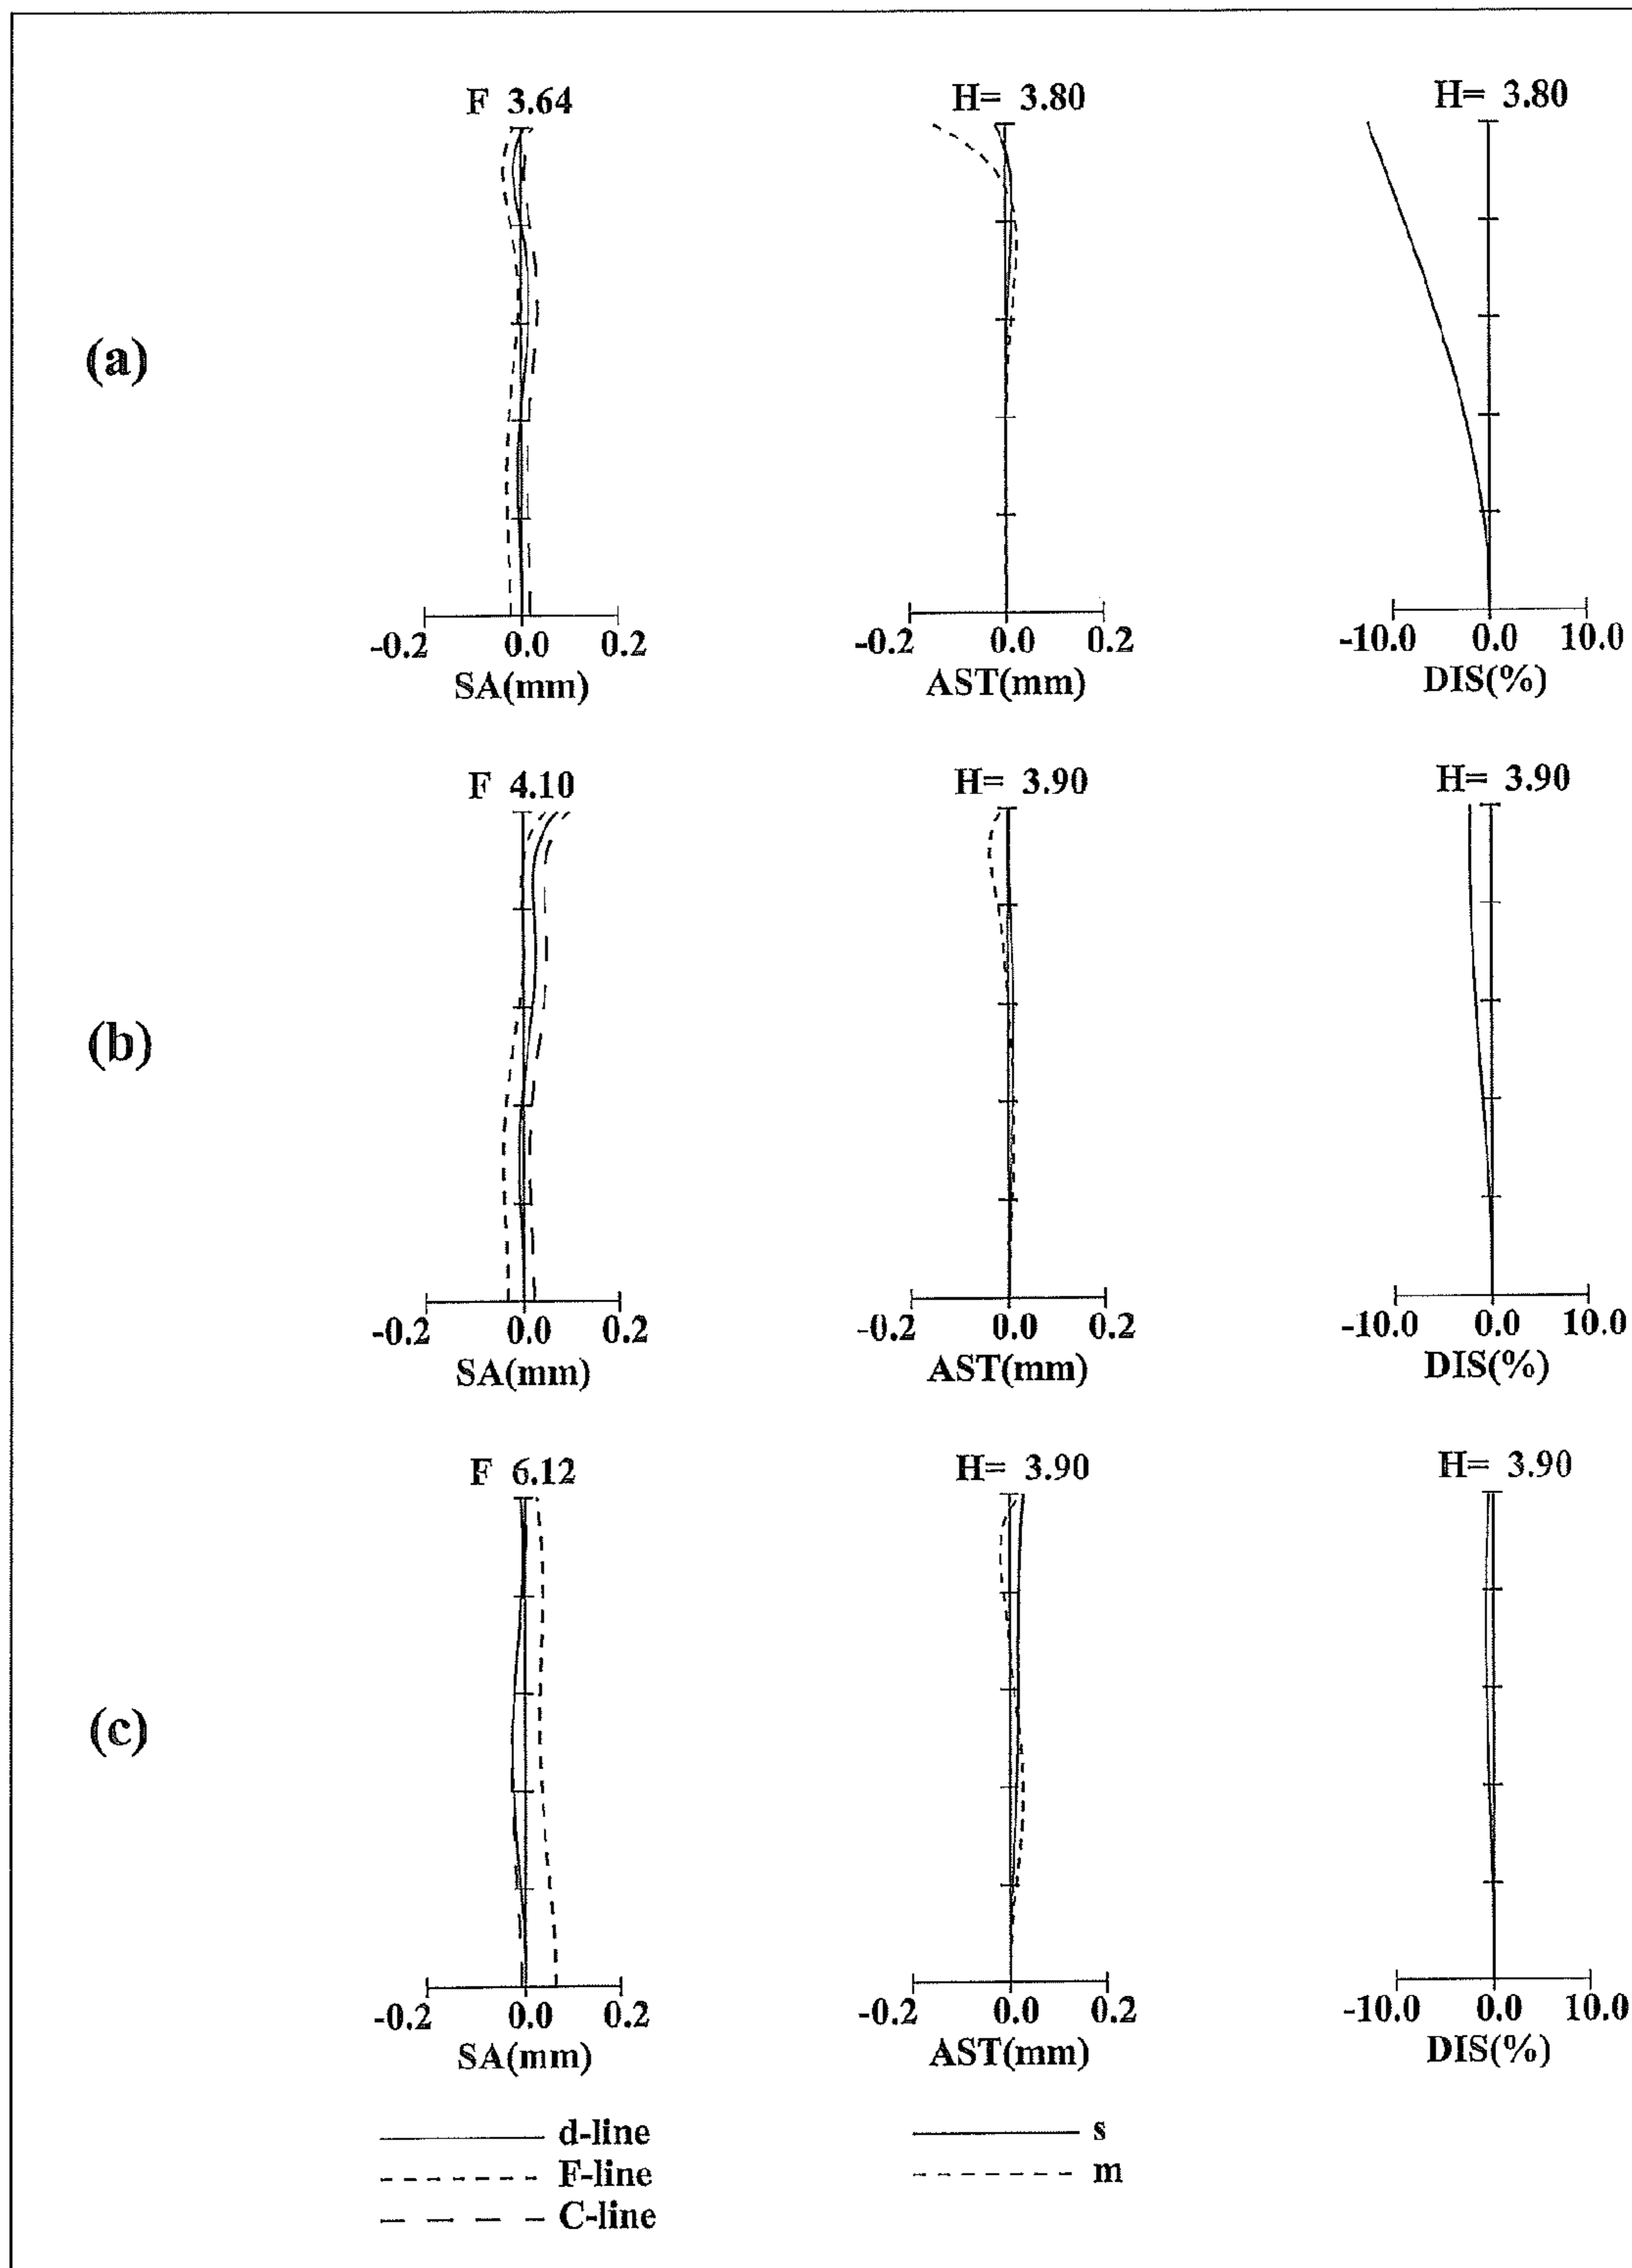 F 3.64
H= 3.80
H= 3.80
(a)
-0.2 0.0 0.2
SA(mm)
-0.2 0.0 0.2
AST(mm)
-10.0 0.0 10.0
DIS(%)
F 4.10
H= 3.90
H= 3.90
(b)
-0.2 0.0 0.2
SA(mm)
-0.2 0.0 0.2
AST(mm)
-10.0 0.0 10.0
DIS(%)
F 6.12
H= 3.90
H= 3.90
(c)
-0.2 0.0 0.2
SA(mm)
-0.2 0.0 0.2
AST(mm)
-10.0 0.0 10.0
DIS(%)
d-line
F-line
C-line
s
m